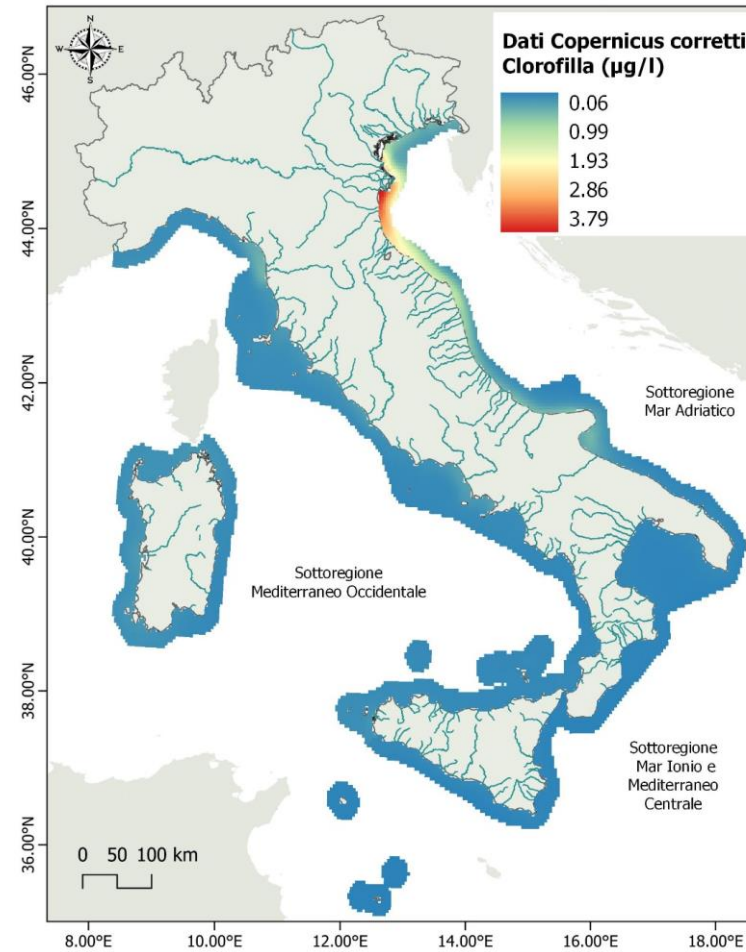 N
W E
S
Dati Copernicus corretti
Clorofilla (µg/l)
0.06
0.99
1.93
2.86
3.79
46.00°N
44.00°N
42.00°N
40.00°N
38.00°N
36.00°N
Sottoregione
Mar Adriatico
Sottoregione
Mediterraneo Occidentale
Sottoregione
Mar Ionio e
Mediterraneo
Centrale
0 50 100 km
8.00°E 10.00°E 12.00°E 14.00°E 16.00°E 18.00°E